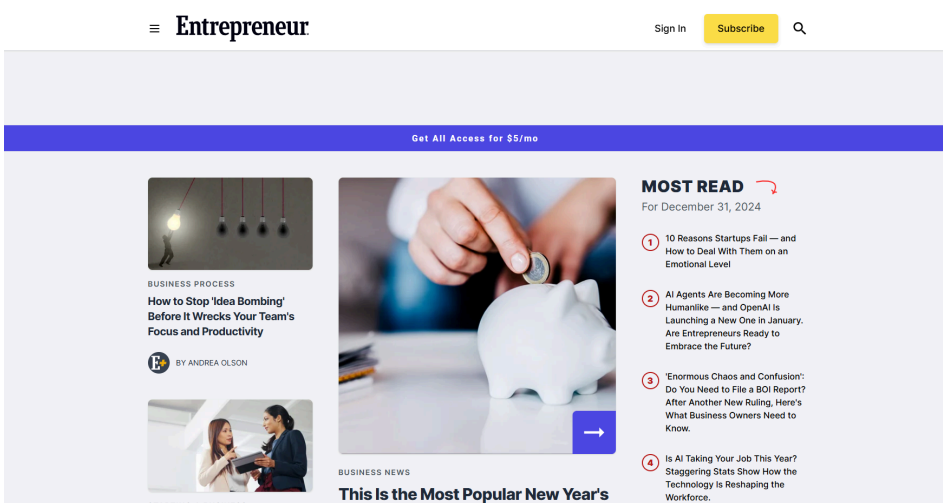 Entrepreneur
Sign In
Subscribe
Get All Access for $5/mo
BUSINESS PROCESS
How to Stop 'Idea Bombing'
Before It Wrecks Your Team's
Focus and Productivity
E+
BY ANDREA OLSON
BUSINESS NEWS
This Is the Most Popular New Year's
MOST READ
For December 31, 2024
1
10 Reasons Startups Fail — and
How to Deal With Them on an
Emotional Level
2
AI Agents Are Becoming More
Humanlike — and OpenAI Is
Launching a New One in January.
Are Entrepreneurs Ready to
Embrace the Future?
3
'Enormous Chaos and Confusion':
Do You Need to File a BOI Report?
After Another New Ruling, Here's
What Business Owners Need to
Know.
4
Is AI Taking Your Job This Year?
Staggering Stats Show How the
Technology Is Reshaping the
Workforce.